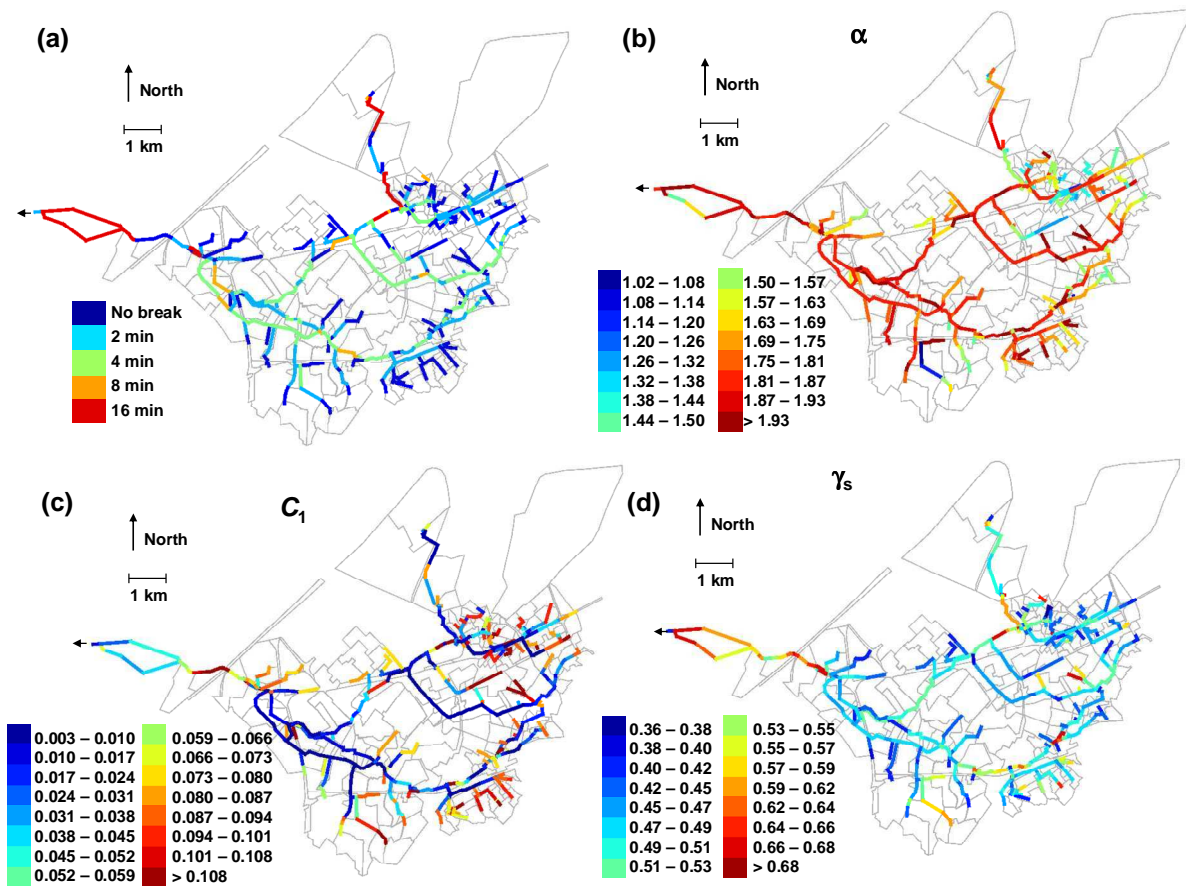 (a)
North
1 km
No break
2 min
4 min
8 min
16 min
(b)
α
North
1 km
1.02 – 1.08
1.08 – 1.14
1.14 – 1.20
1.20 – 1.26
1.26 – 1.32
1.32 – 1.38
1.38 – 1.44
1.44 – 1.50
1.50 – 1.57
1.57 – 1.63
1.63 – 1.69
1.69 – 1.75
1.75 – 1.81
1.81 – 1.87
1.87 – 1.93
> 1.93
(c)
C1
North
1 km
0.003 – 0.010
0.010 – 0.017
0.017 – 0.024
0.024 – 0.031
0.031 – 0.038
0.038 – 0.045
0.045 – 0.052
0.052 – 0.059
0.059 – 0.066
0.066 – 0.073
0.073 – 0.080
0.080 – 0.087
0.087 – 0.094
0.094 – 0.101
0.101 – 0.108
> 0.108
(d)
γs
North
1 km
0.36 – 0.38
0.38 – 0.40
0.40 – 0.42
0.42 – 0.45
0.45 – 0.47
0.47 – 0.49
0.49 – 0.51
0.51 – 0.53
0.53 – 0.55
0.55 – 0.57
0.57 – 0.59
0.59 – 0.62
0.62 – 0.64
0.64 – 0.66
0.66 – 0.68
> 0.68